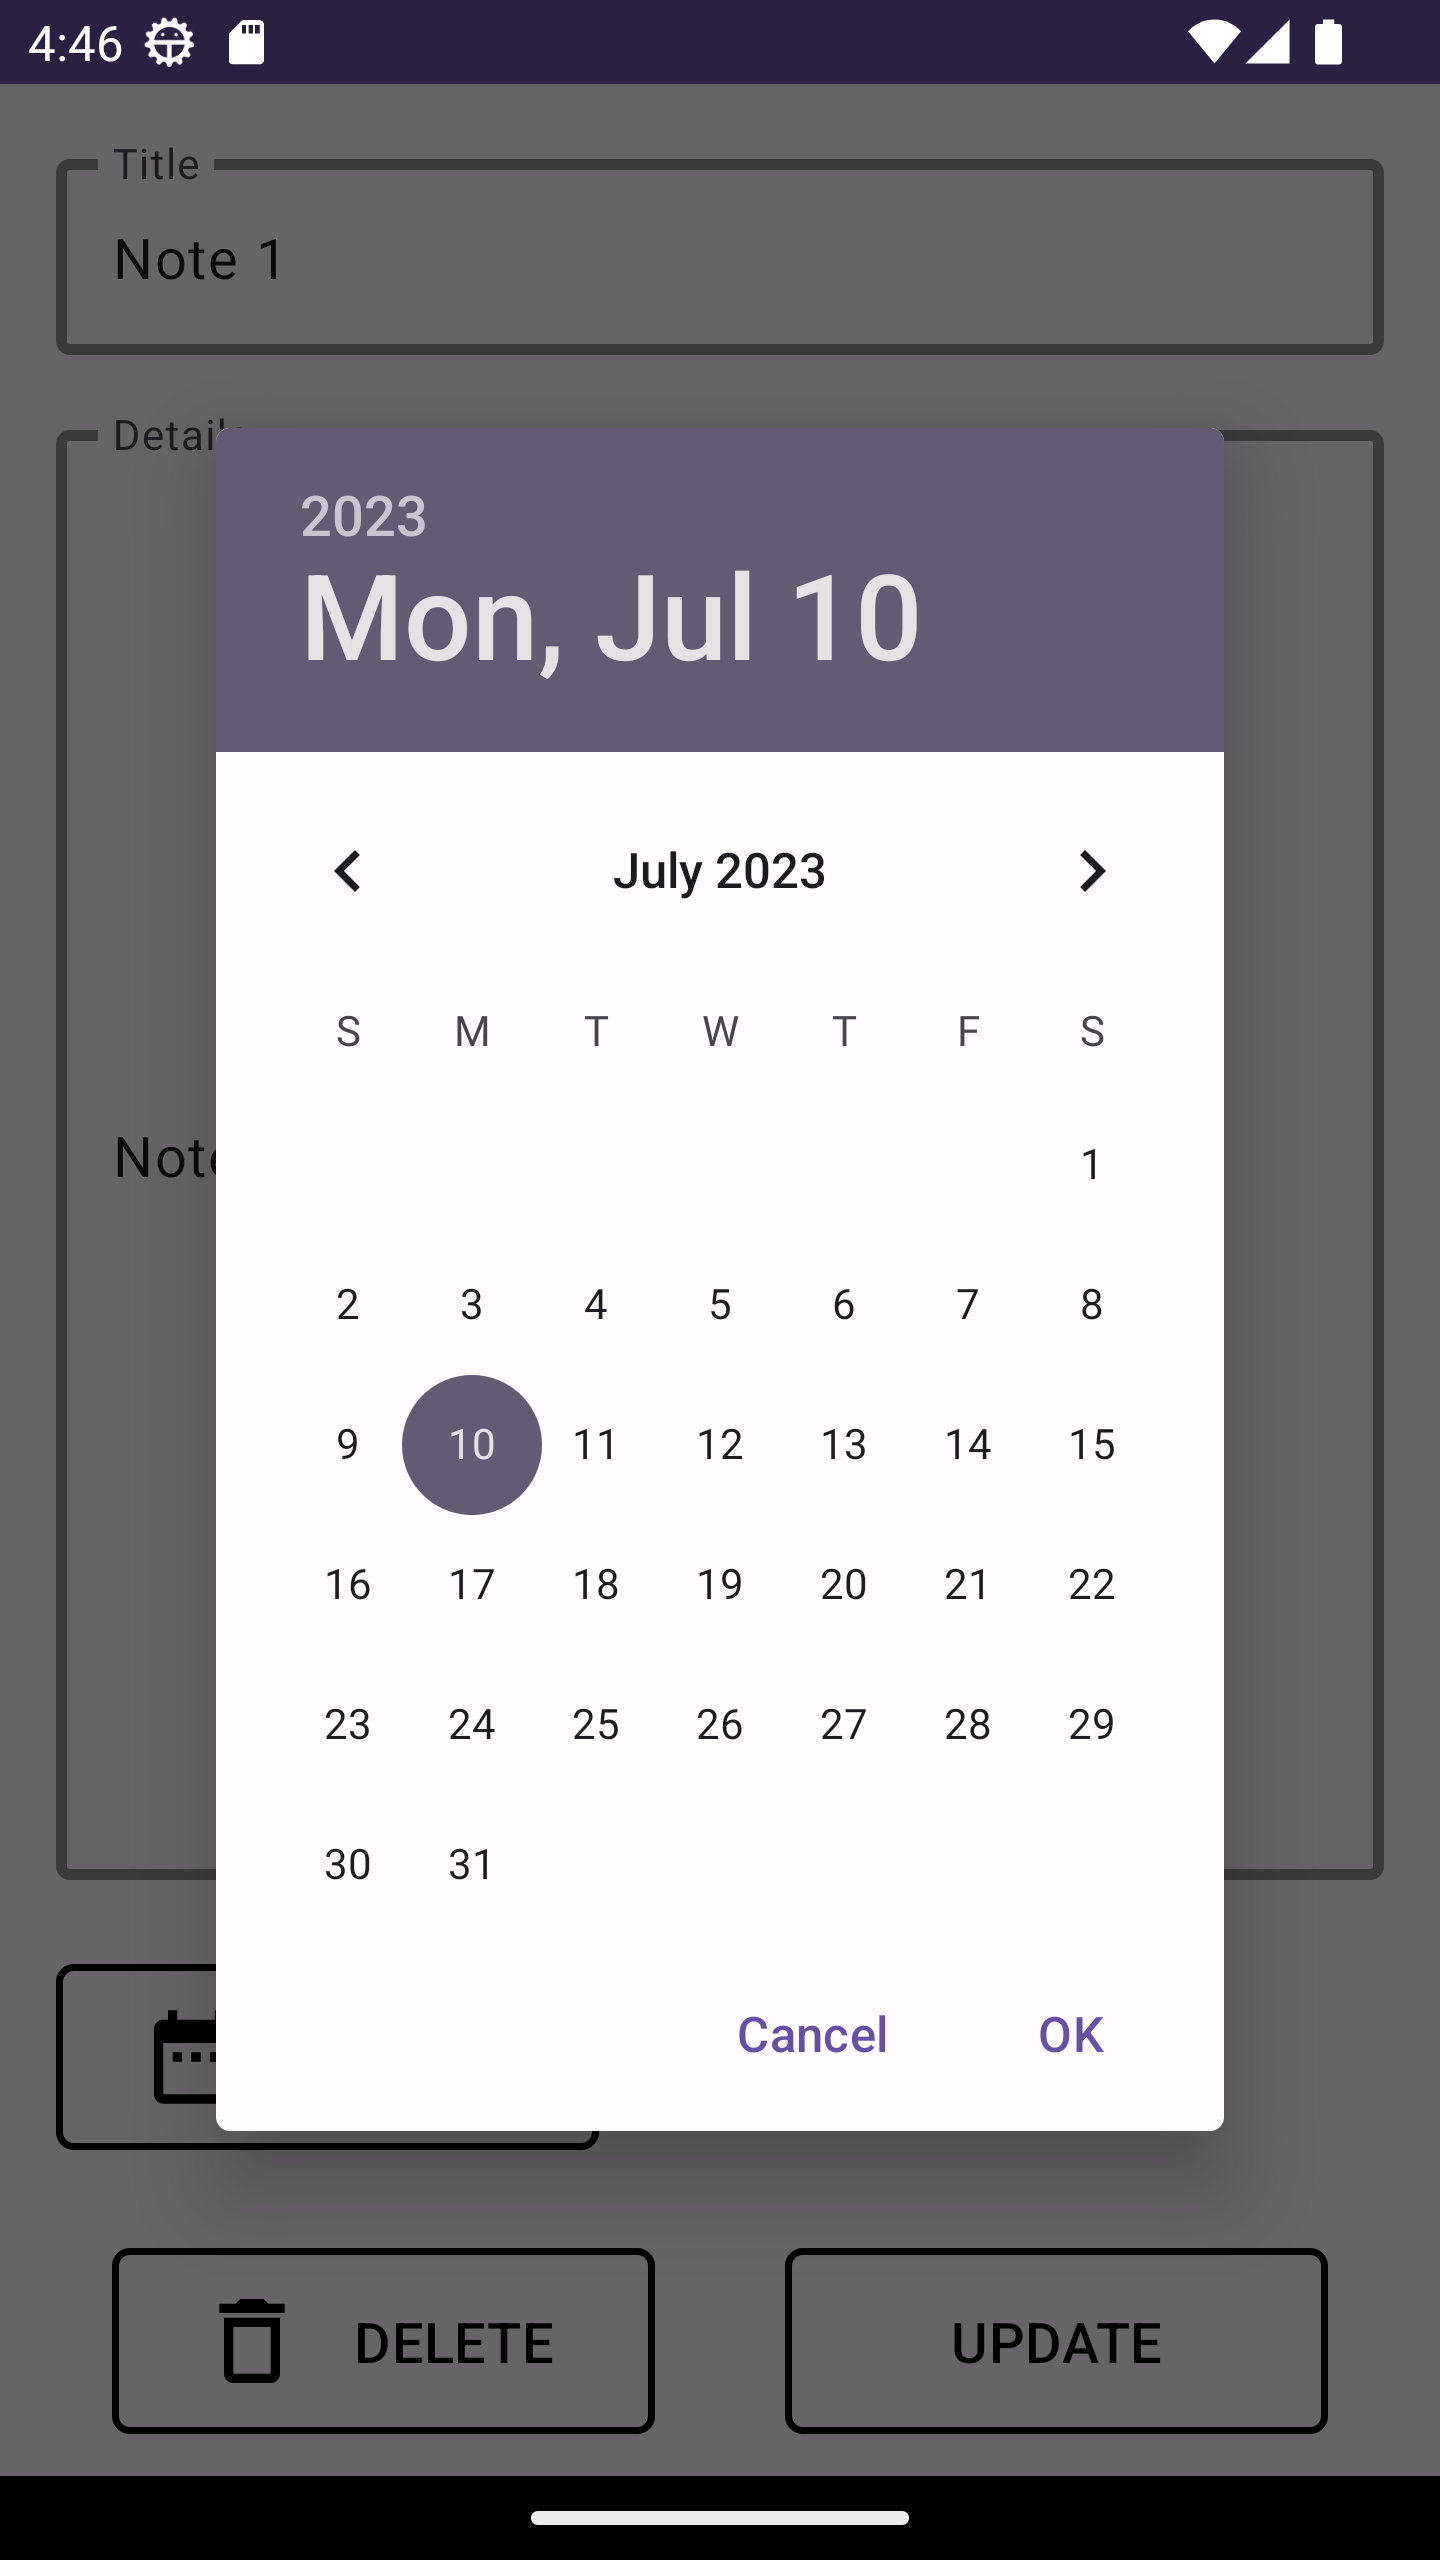 4:46
Title
Note 1
2023
Mon, Jul 10
July 2023
S M T W T F S
1
2 3 4 5 6 7 8
9 10 11 12 13 14 15
16 17 18 19 20 21 22
23 24 25 26 27 28 29
30 31
Cancel OK
DELETE UPDATE